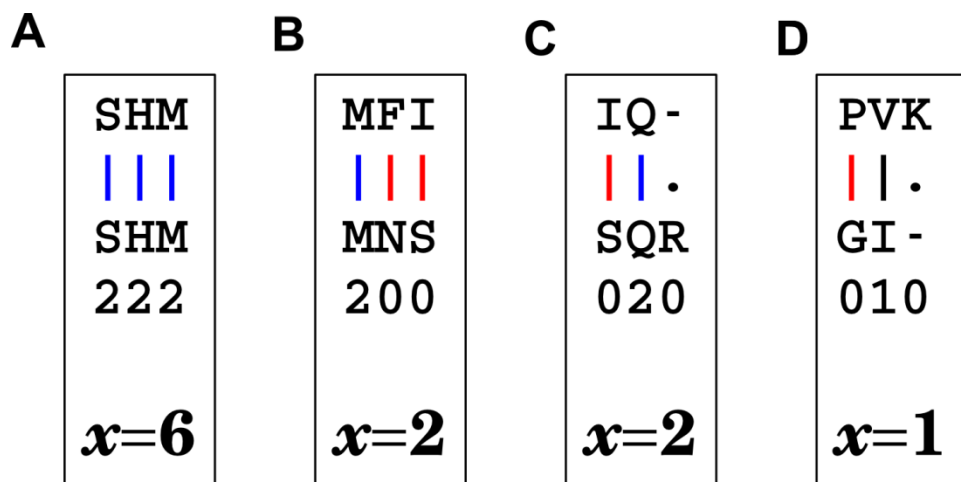 A
SHM
| | |
SHM
222
x=6
B
MFI
| | |
MNS
200
x=2
C
IQ-
| | .
SQR
020
x=2
D
PVK
| | .
GI-
010
x=1